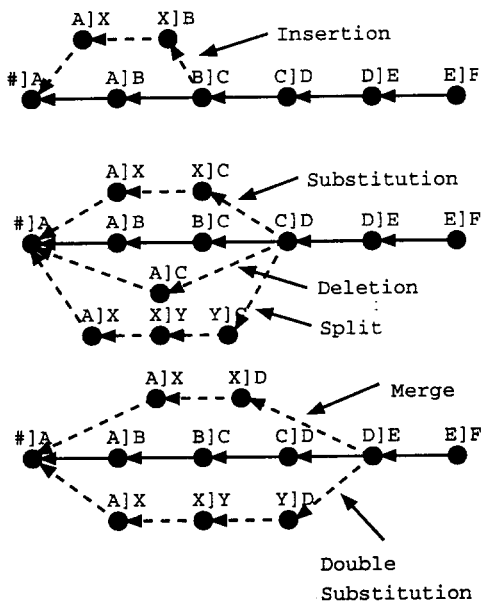 A]X X]B
Insertion
#]A A]B B]C C]D D]E E]F
A]X X]C
Substitution
#]A A]B B]C C]D D]E E]F
A]C
Deletion
A]X X]Y Y]C
Split
A]X X]D
Merge
#]A A]B B]C C]D D]E E]F
A]X X]Y Y]D
Double
Substitution